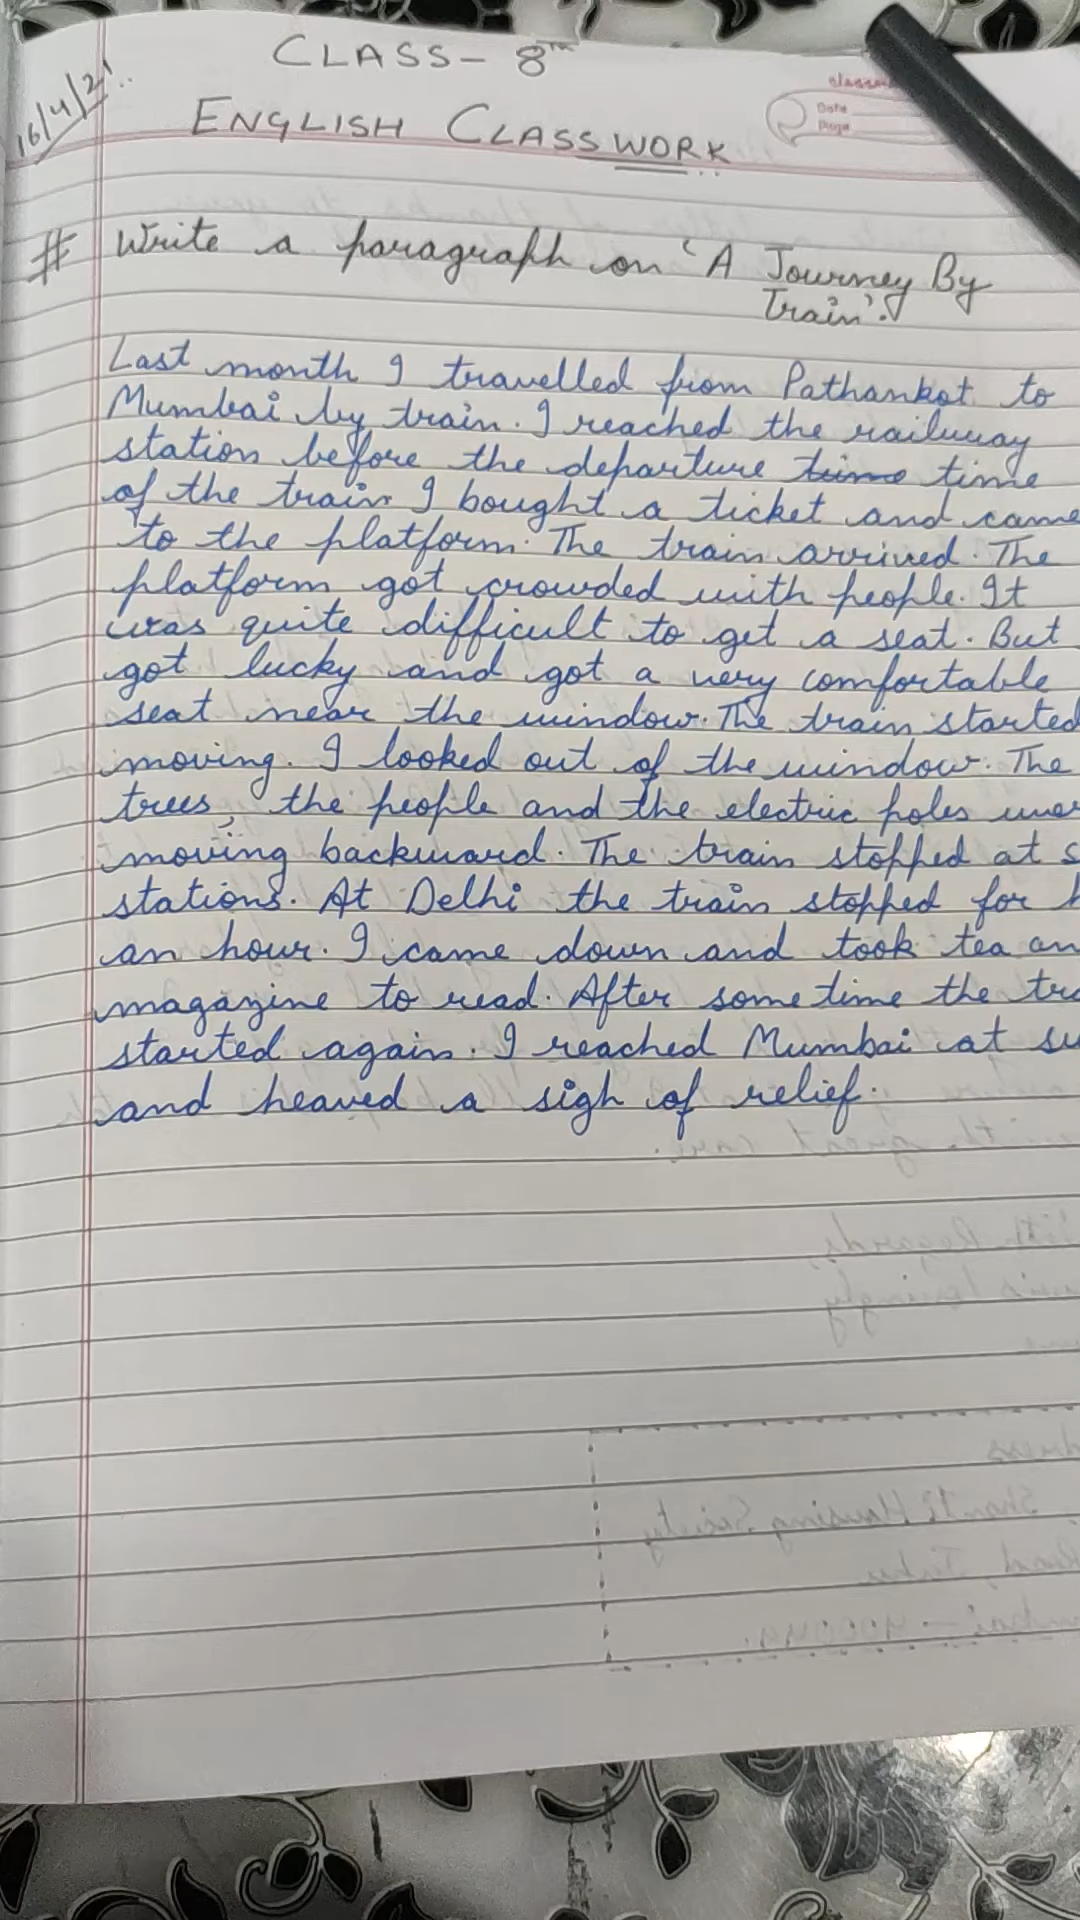 CLASS - 8TH
16/4/21
ENGLISH CLASSWORK
classm
Date
Page
# Write a paragraph on 'A Journey By
Train'.
Last month I travelled from Pathankot to
Mumbai by train. I reached the railway
station before the departure time time
of the train I bought a ticket and came
to the platform. The train arrived. The
platform got crowded with people. It
was quite difficult to get a seat. But
got lucky and got a very comfortable
seat near the window. The train started
moving. I looked out of the window. The
trees, the people and the electric poles wer
moving backward. The train stopped at s
stations. At Delhi the train stopped for h
an hour. I came down and took tea an
magazine to read. After some time the tra
started again. I reached Mumbai at su
and heaved a sigh of relief.